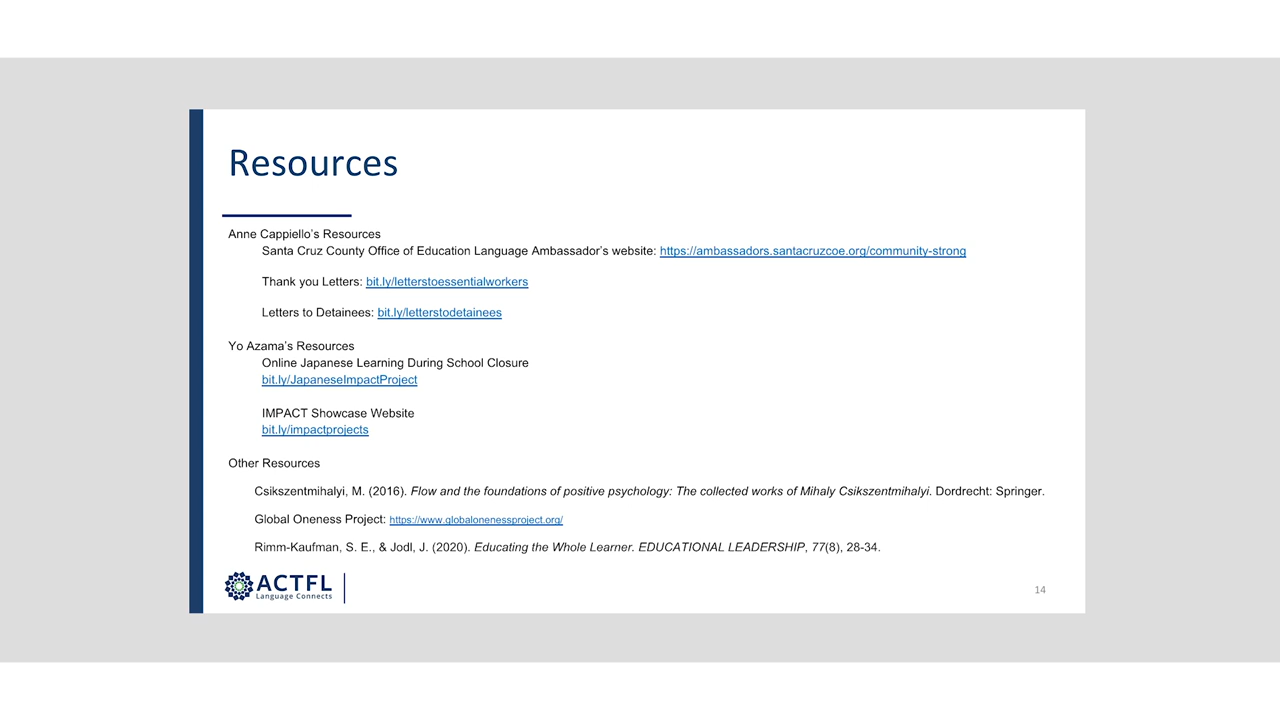 Resources
Anne Cappiello's Resources
Santa Cruz County Office of Education Language Ambassador's website: https://ambassadors.santacruzcoe.org/community-strong
Thank you Letters: bit.ly/letterstoessentialworkers
Letters to Detainees: bit.ly/letterstodetainees
Yo Azama's Resources
Online Japanese Learning During School Closure
bit.ly/JapaneseImpactProject
IMPACT Showcase Website
bit.ly/impactprojects
Other Resources
Csikszentmihalyi, M. (2016). Flow and the foundations of positive psychology: The collected works of Mihaly Csikszentmihalyi. Dordrecht: Springer.
Global Oneness Project: https://www.globalonenessproject.org/
Rimm-Kaufman, S. E., & Jodl, J. (2020). Educating the Whole Learner. EDUCATIONAL LEADERSHIP, 77(8), 28-34.
ACTFL
Language Connects
14